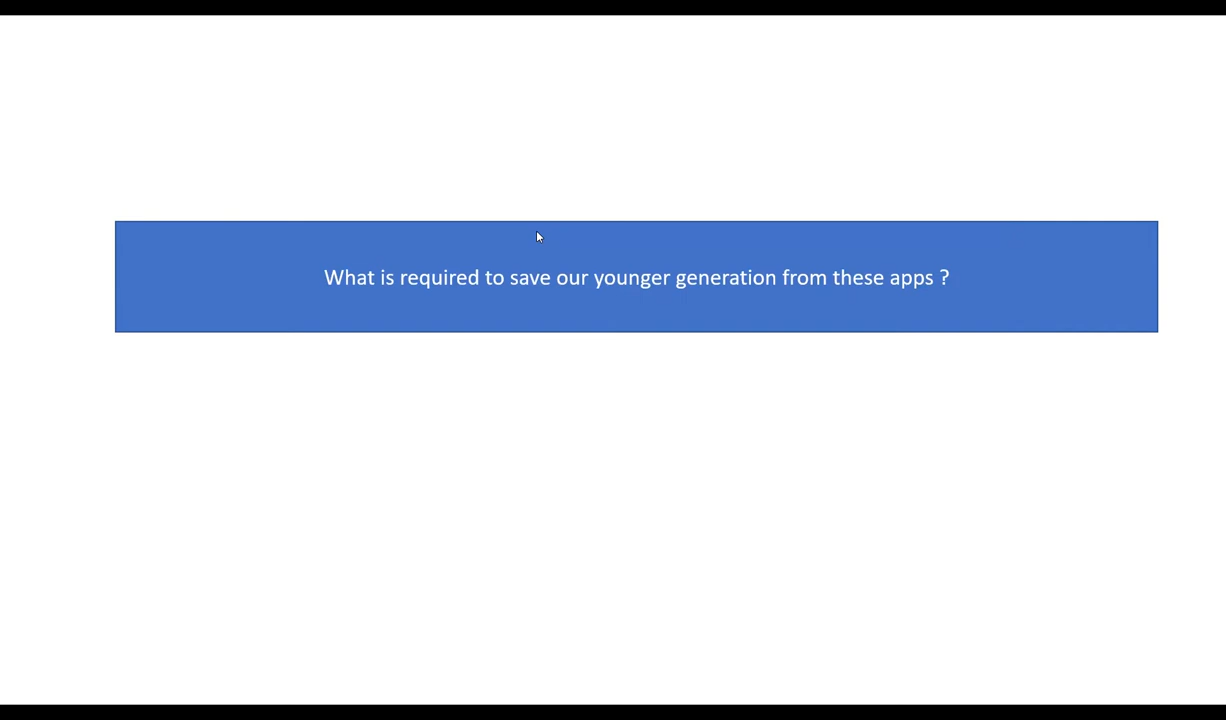 What is required to save our younger generation from these apps ?